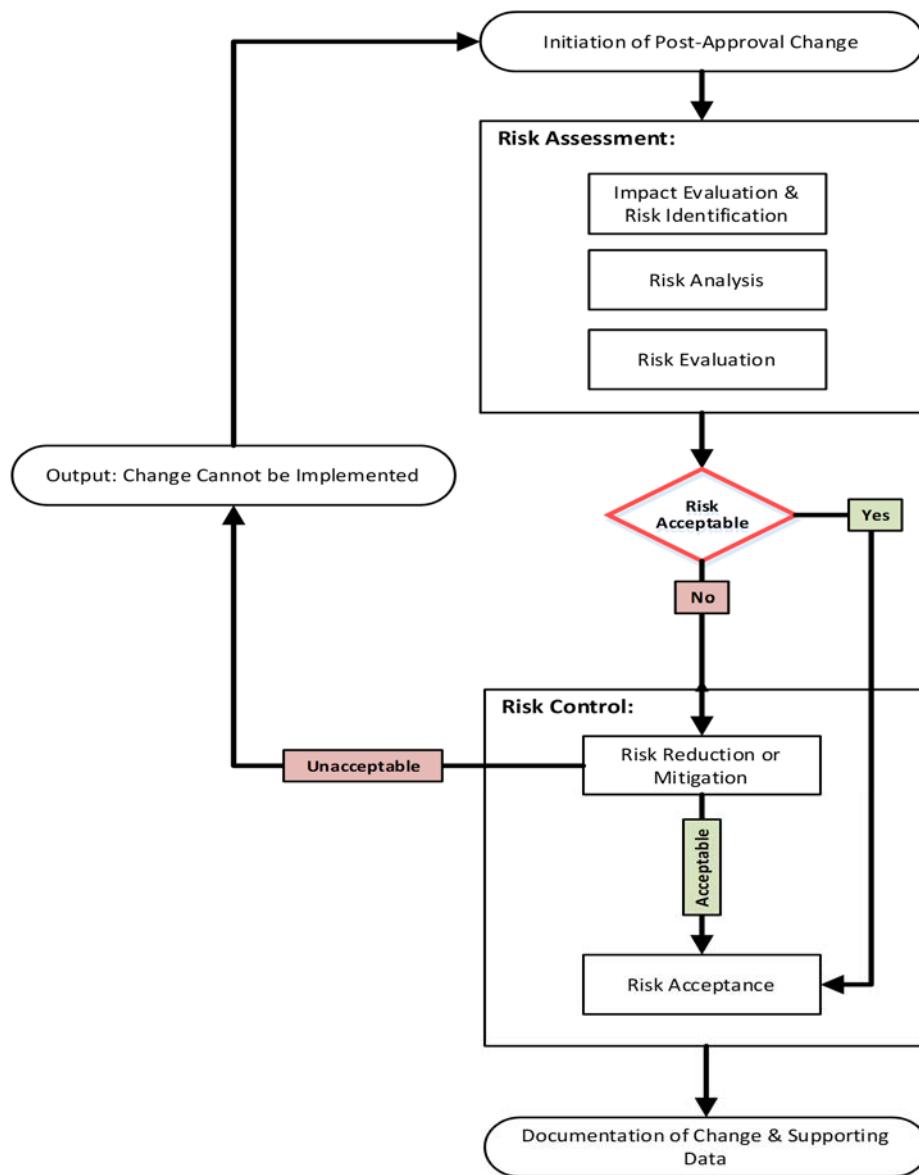 Initiation of Post-Approval Change
Risk Assessment:
Impact Evaluation &
Risk Identification
Risk Analysis
Risk Evaluation
Output: Change Cannot be Implemented
Risk
Acceptable
Yes
No
Risk Control:
Risk Reduction or
Mitigation
Unacceptable
Acceptable
Risk Acceptance
Documentation of Change & Supporting
Data